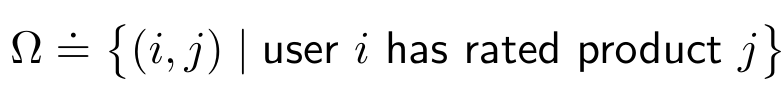 Ω ≐ {(i, j) | user i has rated product j}